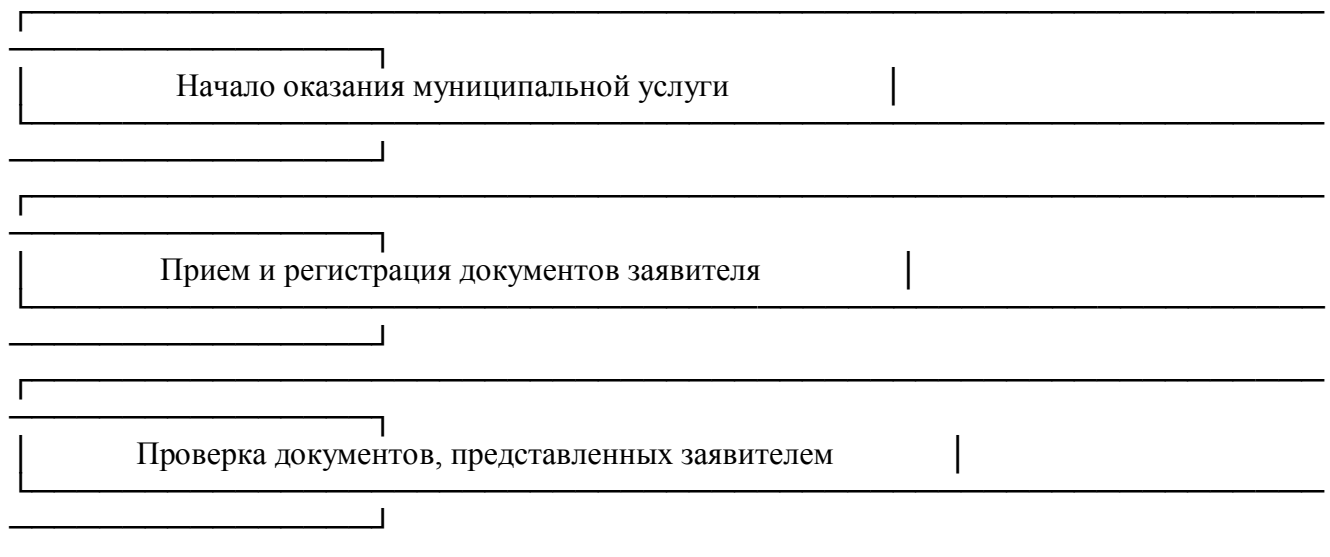 Начало оказания муниципальной услуги
Прием и регистрация документов заявителя
Проверка документов, представленных заявителем